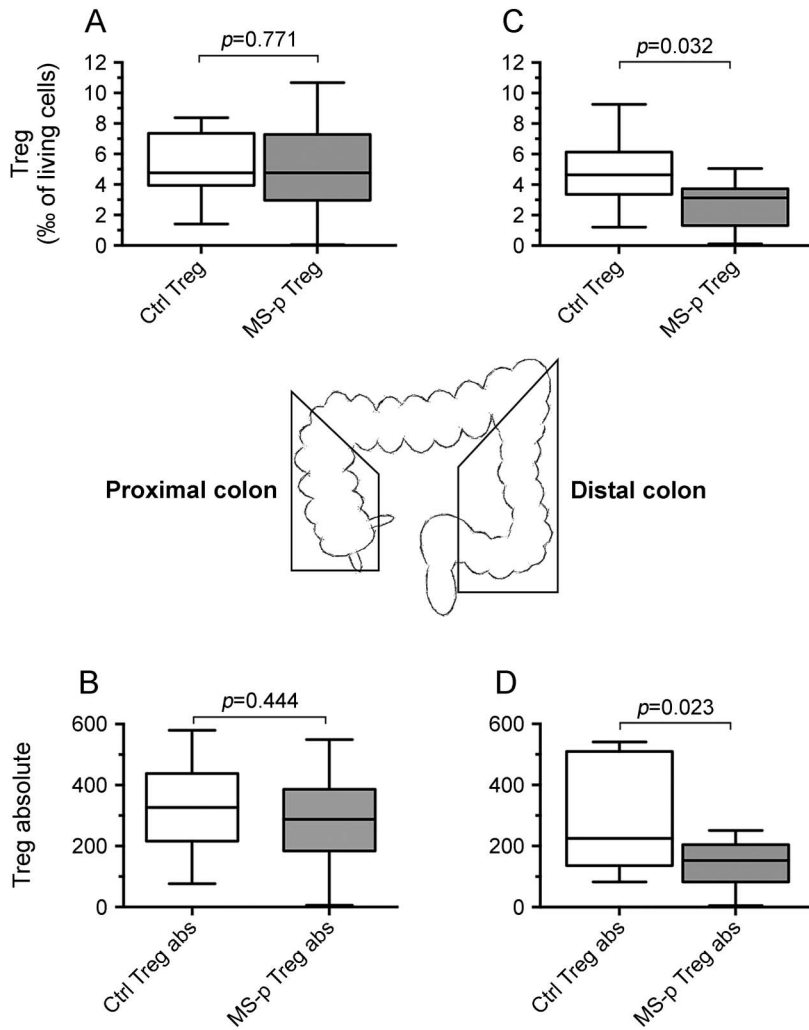 A
p=0.771
Treg
(‰ of living cells)
12
10
8
6
4
2
0
Ctrl Treg
MS-p Treg
C
p=0.032
12
10
8
6
4
2
0
Ctrl Treg
MS-p Treg
Proximal colon
Distal colon
B
p=0.444
Treg absolute
600
400
200
0
Ctrl Treg abs
MS-p Treg abs
D
p=0.023
600
400
200
0
Ctrl Treg abs
MS-p Treg abs